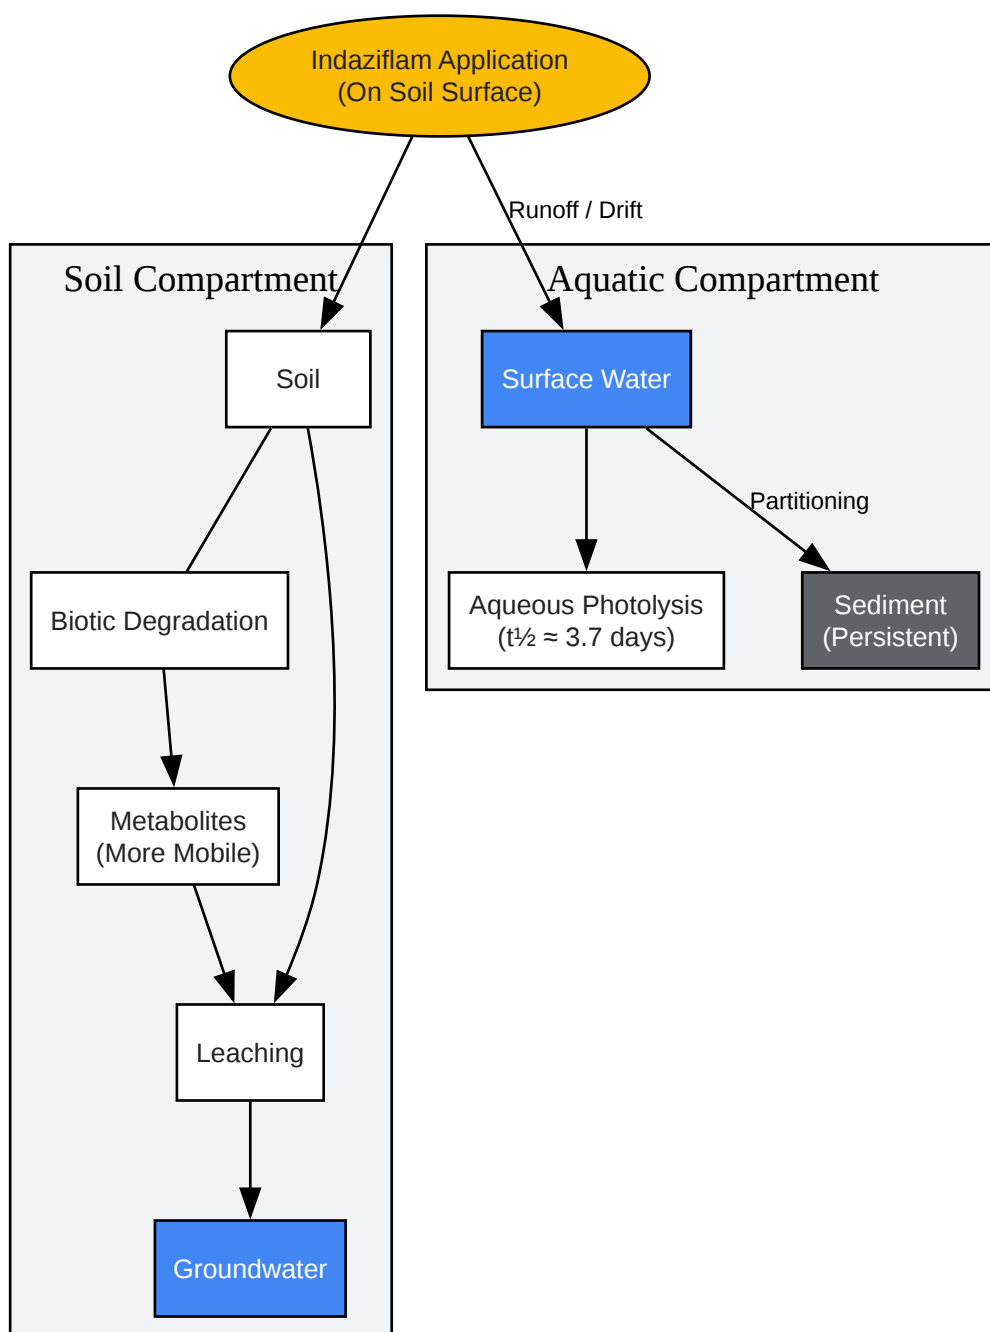 Indaziflam Application
(On Soil Surface)
Runoff / Drift
Soil Compartment
Aquatic Compartment
Soil
Surface Water
Partitioning
Biotic Degradation
Aqueous Photolysis
(t½ ≈ 3.7 days)
Sediment
(Persistent)
Metabolites
(More Mobile)
Leaching
Groundwater